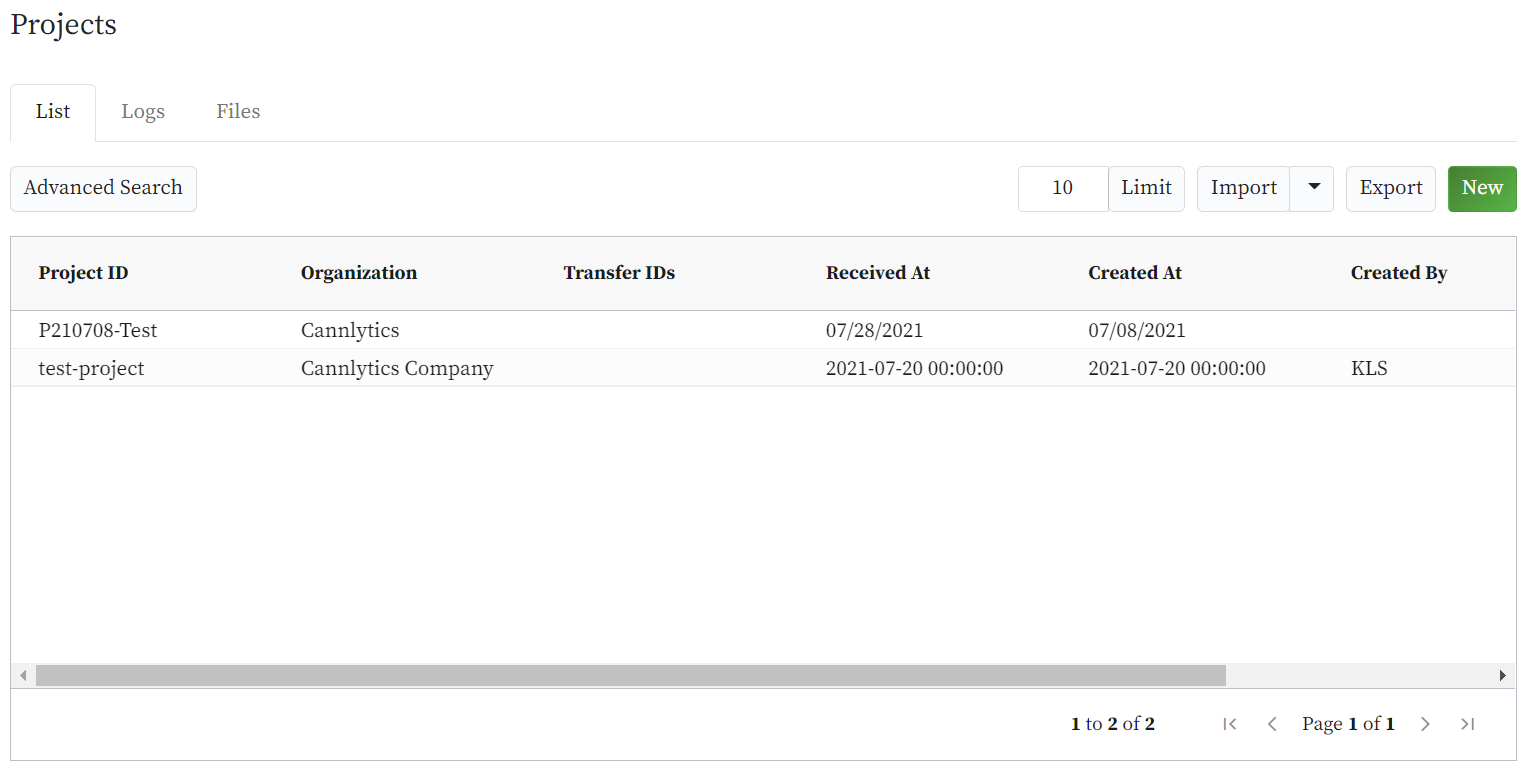 Projects
List Logs Files
Advanced Search 10 Limit Import Export New
Project ID Organization Transfer IDs Received At Created At Created By
P210708-Test Cannlytics 07/28/2021 07/08/2021
test-project Cannlytics Company 2021-07-20 00:00:00 2021-07-20 00:00:00 KLS
1 to 2 of 2 Page 1 of 1